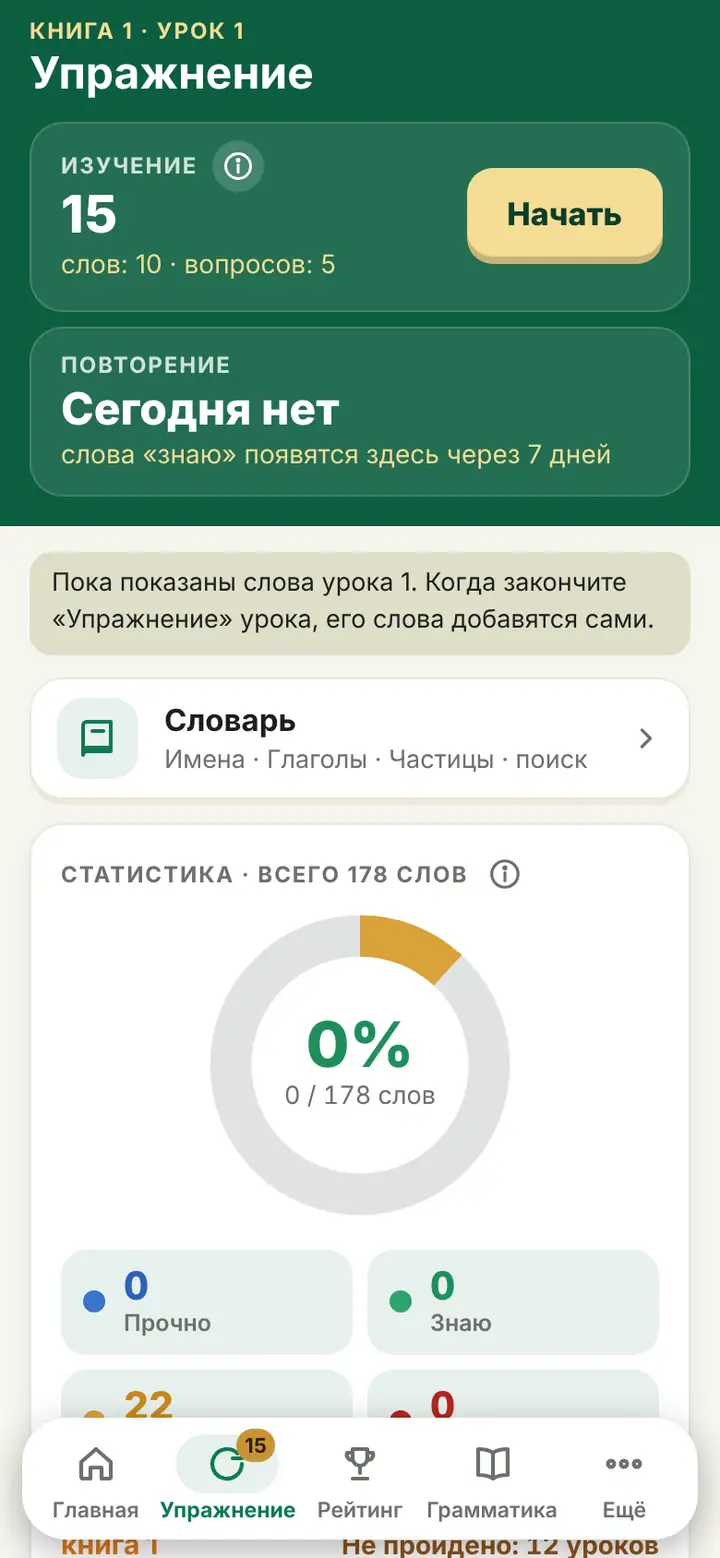 КНИГА 1 · УРОК 1
Упражнение
ИЗУЧЕНИЕ
15
слов: 10 · вопросов: 5
Начать
ПОВТОРЕНИЕ
Сегодня нет
слова «знаю» появятся здесь через 7 дней
Пока показаны слова урока 1. Когда закончите
«Упражнение» урока, его слова добавятся сами.
Словарь
Имена · Глаголы · Частицы · поиск
СТАТИСТИКА · ВСЕГО 178 СЛОВ
0%
0 / 178 слов
0
Прочно
0
Знаю
22
0
15
Главная
Упражнение
Рейтинг
Грамматика
Ещё
книга 1
Не пройдено: 12 уроков